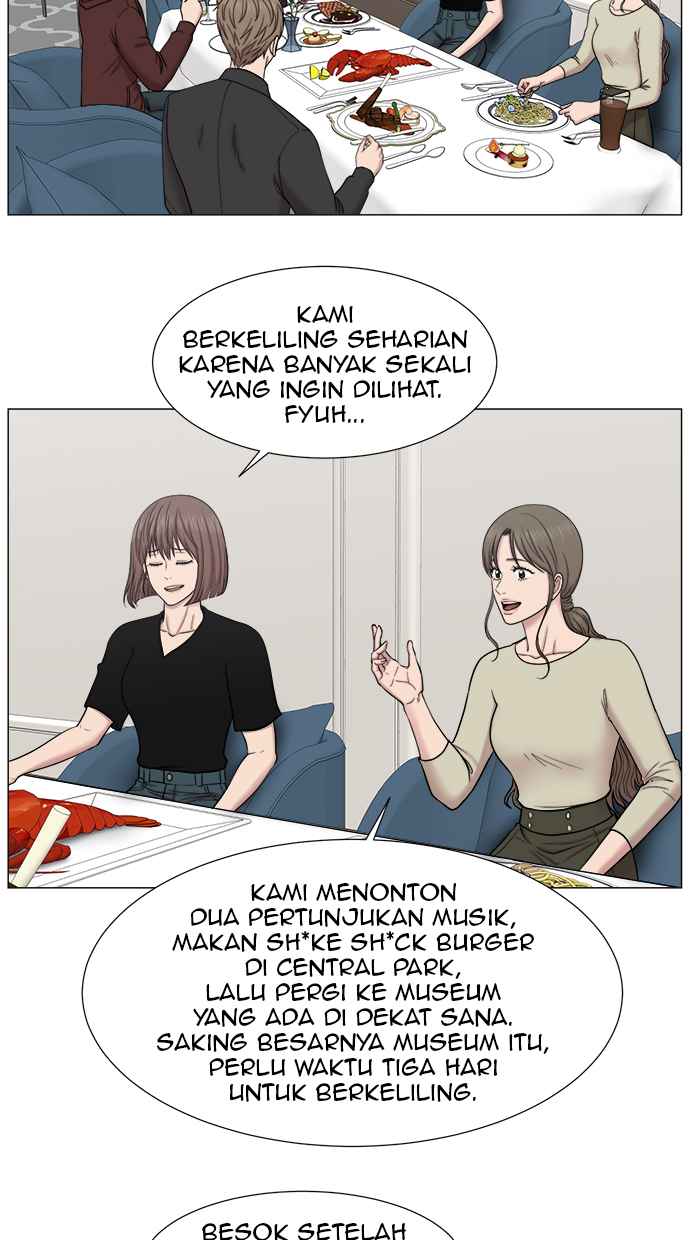 KAMI
BERKELILING SEHARIAN
KARENA BANYAK SEKALI
YANG INGIN DILIHAT.
FYUH...
KAMI MENONTON
DUA PERTUNJUKAN MUSIK,
MAKAN SH*KE SH*CK BURGER
DI CENTRAL PARK,
LALU PERGI KE MUSEUM
YANG ADA DI DEKAT SANA.
SAKING BESARNYA MUSEUM ITU,
PERLU WAKTU TIGA HARI
UNTUK BERKELILING.
BESOK SETELAH